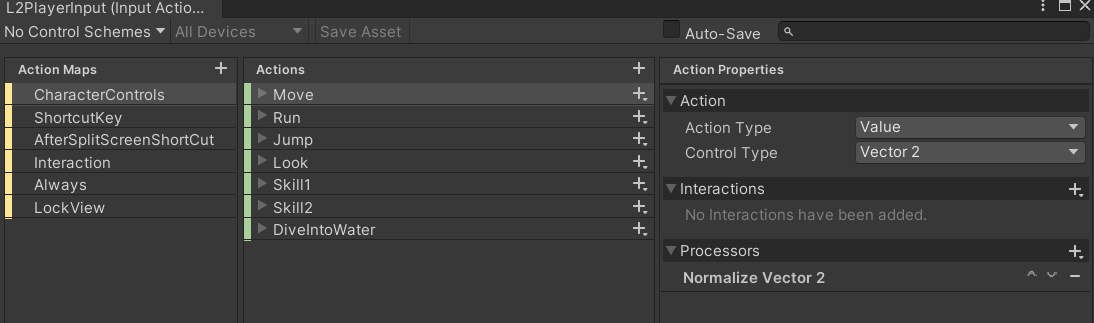 L2PlayerInput (Input Actio...
No Control Schemes All Devices Save Asset Auto-Save
Action Maps + Actions + Action Properties
CharacterControls
ShortcutKey
AfterSplitScreenShortCut
Interaction
Always
LockView
Move
Run
Jump
Look
Skill1
Skill2
DiveIntoWater
Action
Action Type Value
Control Type Vector 2
Interactions
No Interactions have been added.
Processors
Normalize Vector 2